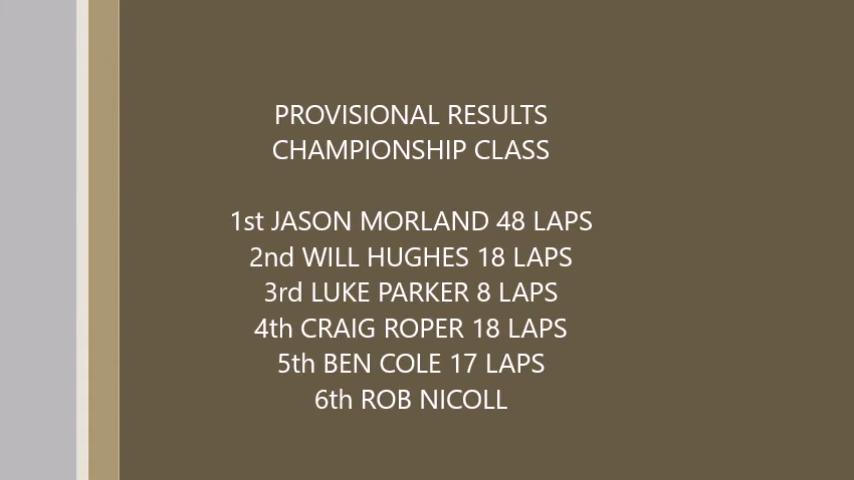 PROVISIONAL RESULTS
CHAMPIONSHIP CLASS
1st JASON MORLAND 48 LAPS
2nd WILL HUGHES 18 LAPS
3rd LUKE PARKER 8 LAPS
4th CRAIG ROPER 18 LAPS
5th BEN COLE 17 LAPS
6th ROB NICOLL